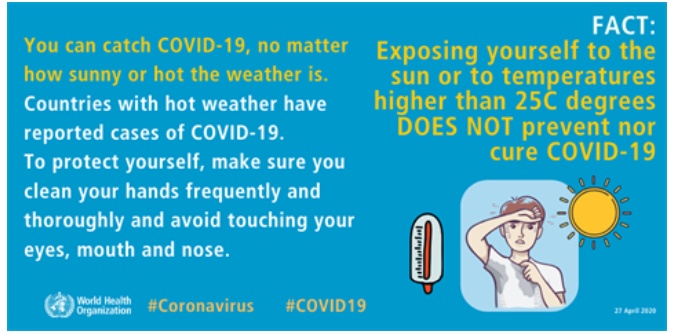 You can catch COVID-19, no matter
how sunny or hot the weather is.
Countries with hot weather have
reported cases of COVID-19.
To protect yourself, make sure you
clean your hands frequently and
thoroughly and avoid touching your
eyes, mouth and nose.
FACT:
Exposing yourself to the
sun or to temperatures
higher than 25C degrees
DOES NOT prevent nor
cure COVID-19
World Health
Organization
#Coronavirus
#COVID19
27 April 2020